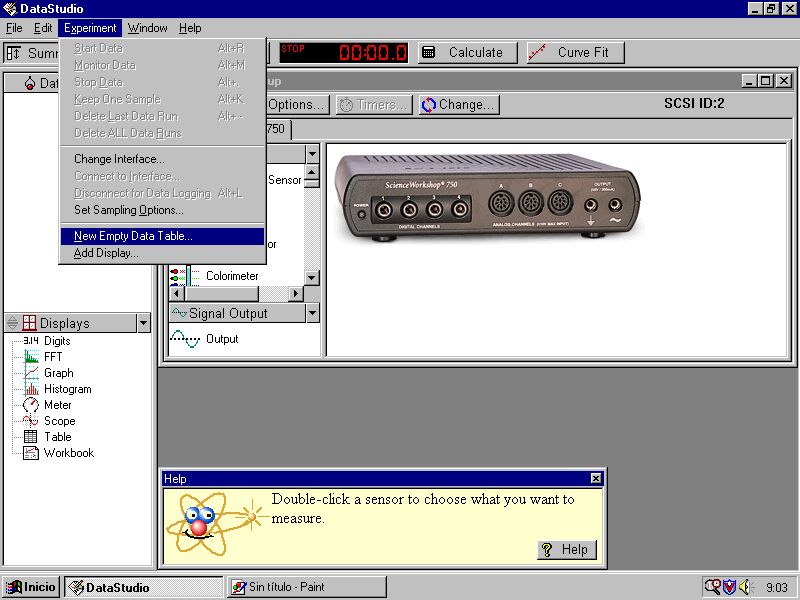 DataStudio
File Edit Experiment Window Help
STOP 00:00.0 Calculate Curve Fit
Start Data Alt+R
Monitor Data Alt+M
Stop Data Alt+.
Keep One Sample Alt+K
Delete Last Data Run Alt+-
Delete ALL Data Runs
Change Interface...
Connect to Interface...
Disconnect for Data Logging Alt+L
Set Sampling Options...
New Empty Data Table...
Add Display...
Options... Timers... Change... SCSI ID:2
750
Sensor
Colorimeter
Signal Output
Output
ScienceWorkshop® 750
POWER
1 2 3 4
DIGITAL CHANNELS
A B C
ANALOG CHANNELS (±10V MAX INPUT)
OUTPUT
Displays
3.14 Digits
FFT
Graph
Histogram
Meter
Scope
Table
Workbook
Help
Double-click a sensor to choose what you want to
measure.
? Help
Inicio DataStudio Sin título - Paint 9:03